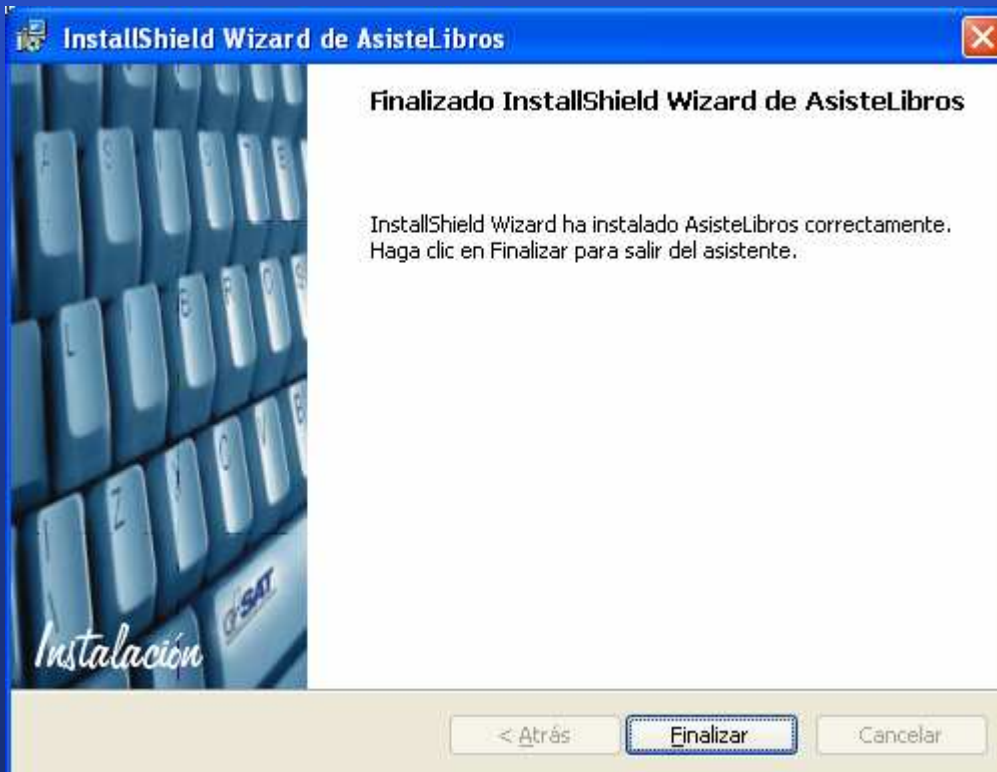 InstallShield Wizard de AsisteLibros
Finalizado InstallShield Wizard de AsisteLibros
InstallShield Wizard ha instalado AsisteLibros correctamente.
Haga clic en Finalizar para salir del asistente.
SAT
Instalación
< Atrás
Finalizar
Cancelar